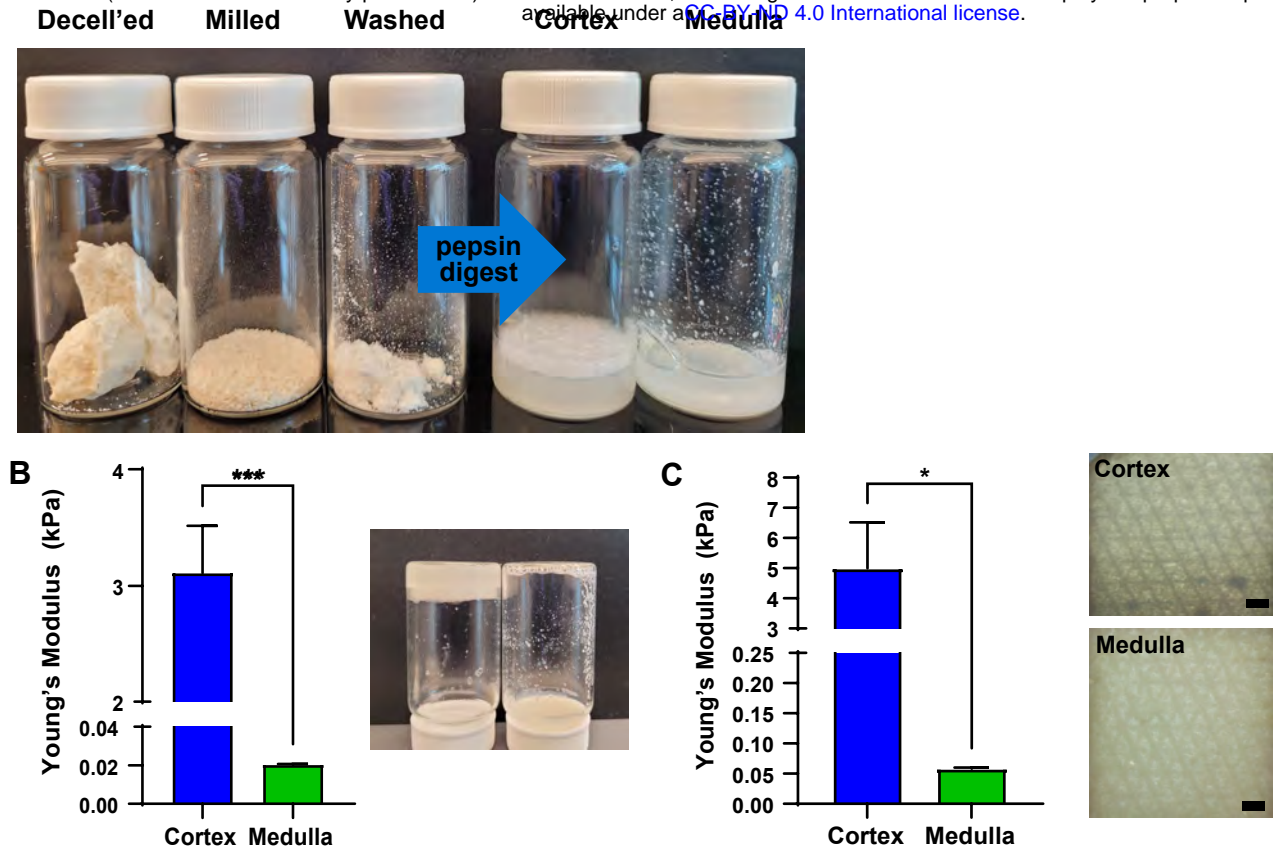 available under a CC-BY-ND 4.0 International license.
Decell'ed Milled Washed Cortex Medulla
pepsin
digest
B
4
3
2
0.04
0.02
0.00
Young's Modulus (kPa)
***
Cortex Medulla
C
8
7
6
5
4
3
0.25
0.20
0.15
0.10
0.05
0.00
Young's Modulus (kPa)
*
Cortex Medulla
Cortex
Medulla